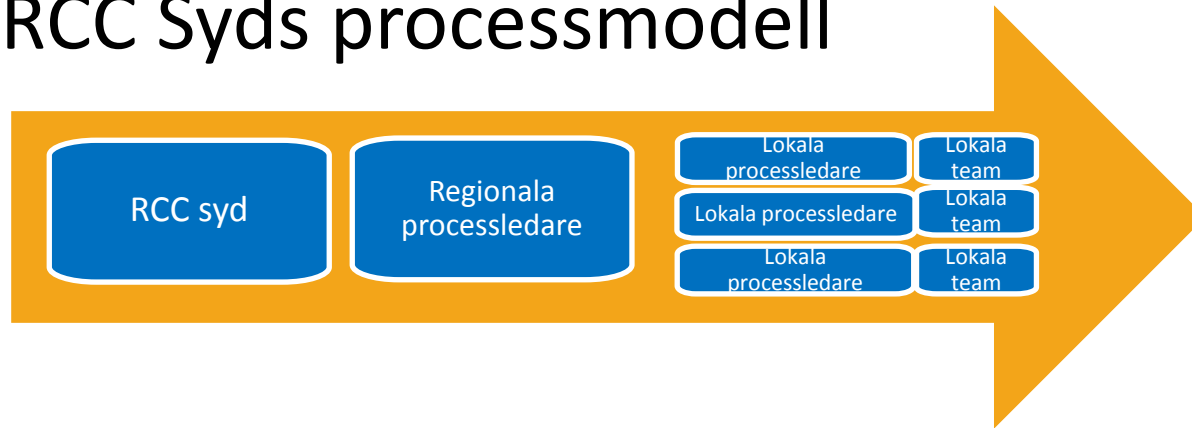 RCC Syds processmodell
RCC syd
Regionala
processledare
Lokala
processledare
Lokala
team
Lokala processledare
Lokala
team
Lokala
processledare
Lokala
team